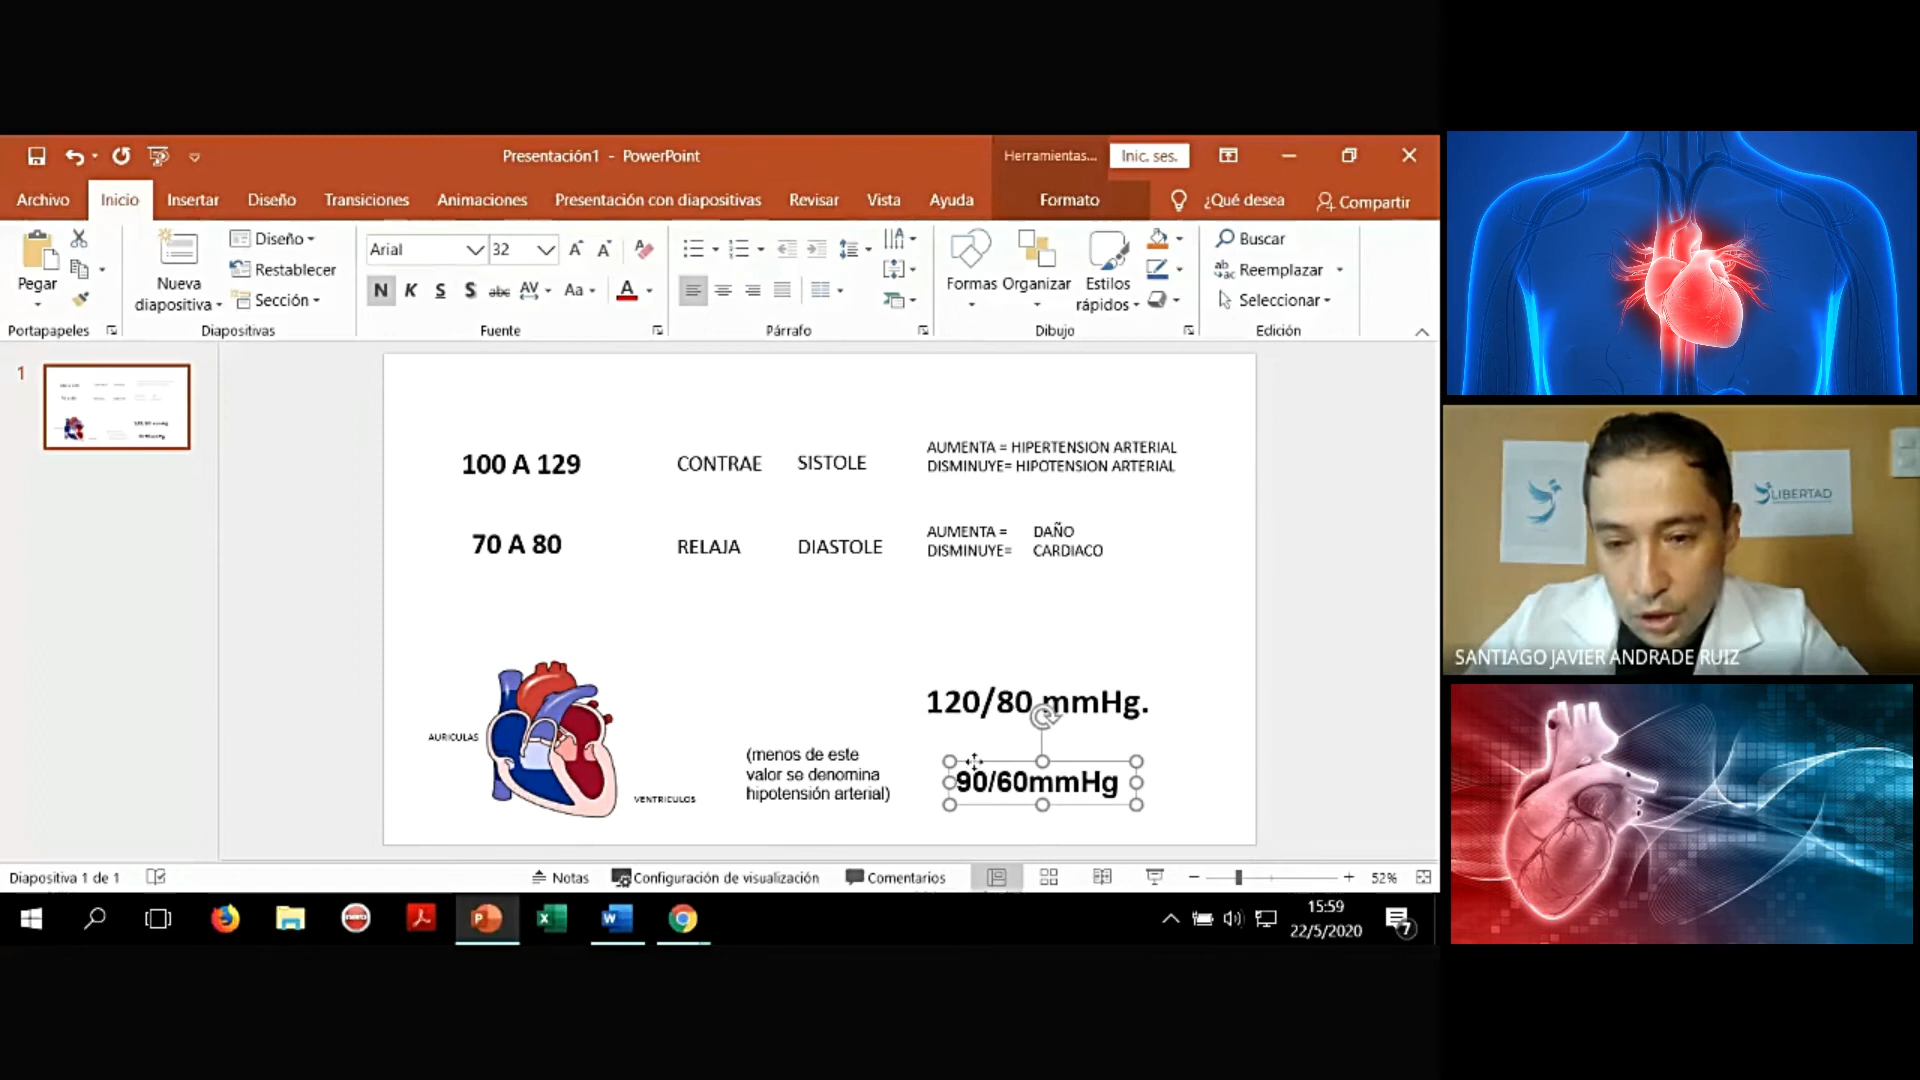 Presentación1 - PowerPoint
Herramientas...
Inic. ses.
Archivo
Inicio
Insertar
Diseño
Transiciones
Animaciones
Presentación con diapositivas
Revisar
Vista
Ayuda
Formato
¿Qué desea
Compartir
Pegar
Nueva
diapositiva
Diseño
Restablecer
Sección
Arial
32
N K S S abc AV Aa A
Formas
Organizar
Estilos
rápidos
Buscar
Reemplazar
Seleccionar
Portapapeles
Diapositivas
Fuente
Párrafo
Dibujo
Edición
1
100 A 129
CONTRAE
SISTOLE
AUMENTA = HIPERTENSION ARTERIAL
DISMINUYE= HIPOTENSION ARTERIAL
70 A 80
RELAJA
DIASTOLE
AUMENTA = DAÑO
DISMINUYE= CARDIACO
AURICULAS
VENTRICULOS
(menos de este
valor se denomina
hipotensión arterial)
120/80 mmHg.
90/60mmHg
LIBERTAD
SANTIAGO JAVIER ANDRADE RUIZ
Diapositiva 1 de 1
Notas
Configuración de visualización
Comentarios
52%
15:59
22/5/2020
7